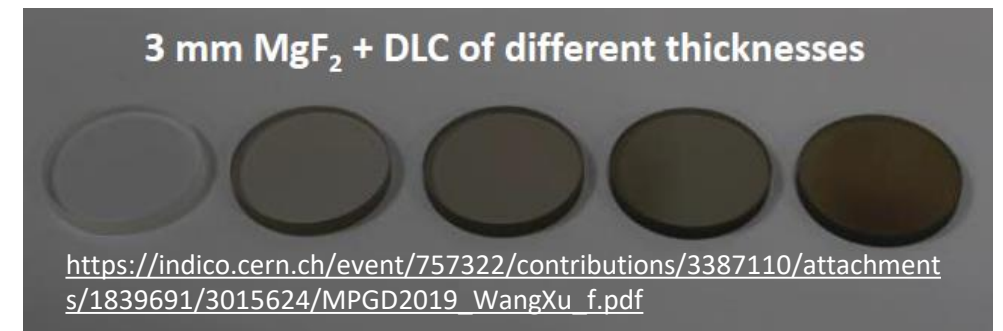 3 mm MgF₂ + DLC of different thicknesses
https://indico.cern.ch/event/757322/contributions/3387110/attachment
s/1839691/3015624/MPGD2019_WangXu_f.pdf